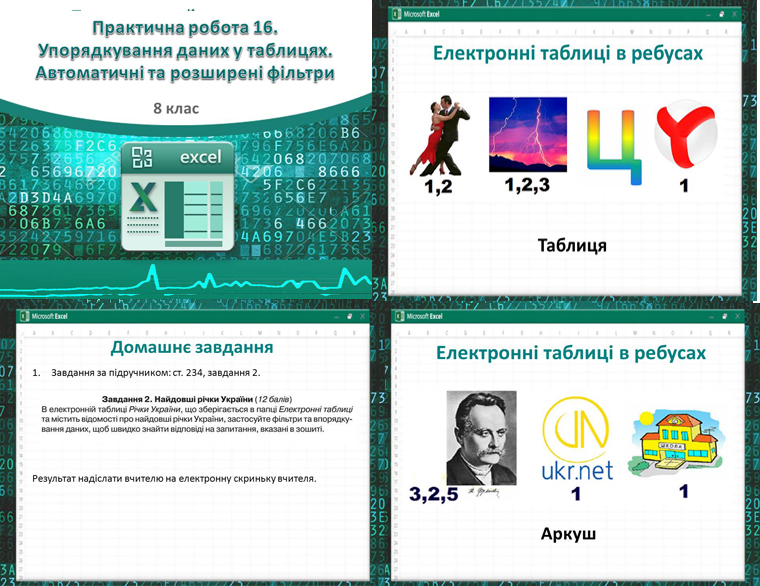 Практична робота 16.
Упорядкування даних у таблицях.
Автоматичні та розширені фільтри
8 клас
excel
Microsoft Excel
Електронні таблиці в ребусах
1,2
1,2,3
Ц
1
Таблиця
Microsoft Excel
Домашнє завдання
1. Завдання за підручником: ст. 234, завдання 2.
Завдання 2. Найдовші річки України (12 балів)
В електронній таблиці Річки України, що зберігається в папці Електронні таблиці
та містить відомості про найдовші річки України, застосуйте фільтри та впорядку-
вання даних, щоб швидко знайти відповіді на запитання, вказані в зошиті.
Результат надіслати вчителю на електронну скриньку вчителя.
Microsoft Excel
Електронні таблиці в ребусах
ukr.net
ШКОЛА
3,2,5
1
1
Аркуш